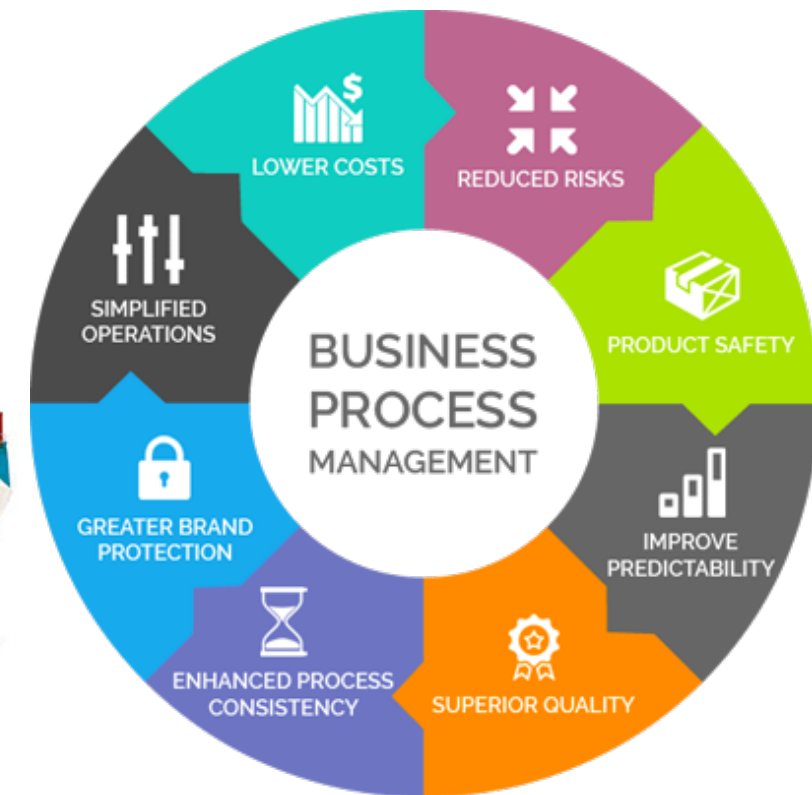 $
LOWER COSTS
REDUCED RISKS
PRODUCT SAFETY
IMPROVE
PREDICTABILITY
SUPERIOR QUALITY
ENHANCED PROCESS
CONSISTENCY
GREATER BRAND
PROTECTION
SIMPLIFIED
OPERATIONS
BUSINESS
PROCESS
MANAGEMENT